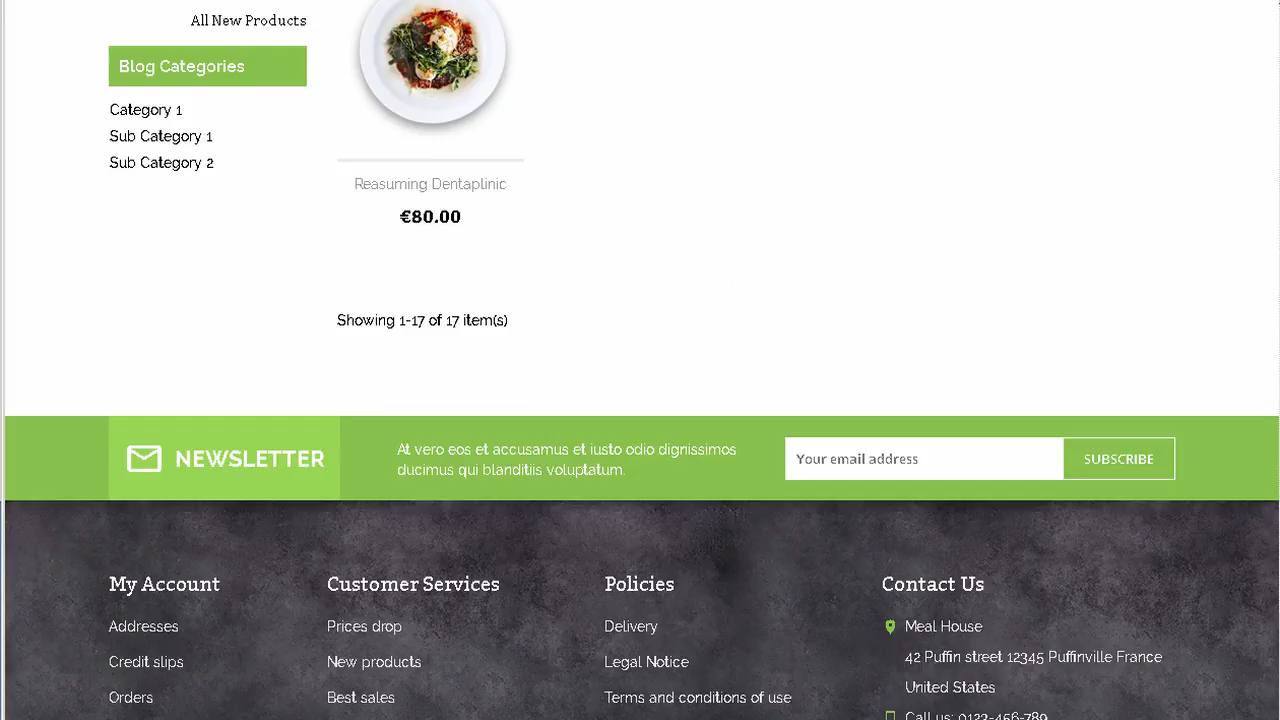 All New Products
Blog Categories
Category 1
Sub Category 1
Sub Category 2
Reasuming Dentaplinic
€80.00
Showing 1-17 of 17 item(s)
NEWSLETTER
At vero eos et accusamus et iusto odio dignissimos
ducimus qui blanditiis voluptatum.
Your email address
SUBSCRIBE
My Account
Addresses
Credit slips
Orders
Customer Services
Prices drop
New products
Best sales
Policies
Delivery
Legal Notice
Terms and conditions of use
Contact Us
Meal House
42 Puffin street 12345 Puffinville France
United States
Call us: 0123-456-789